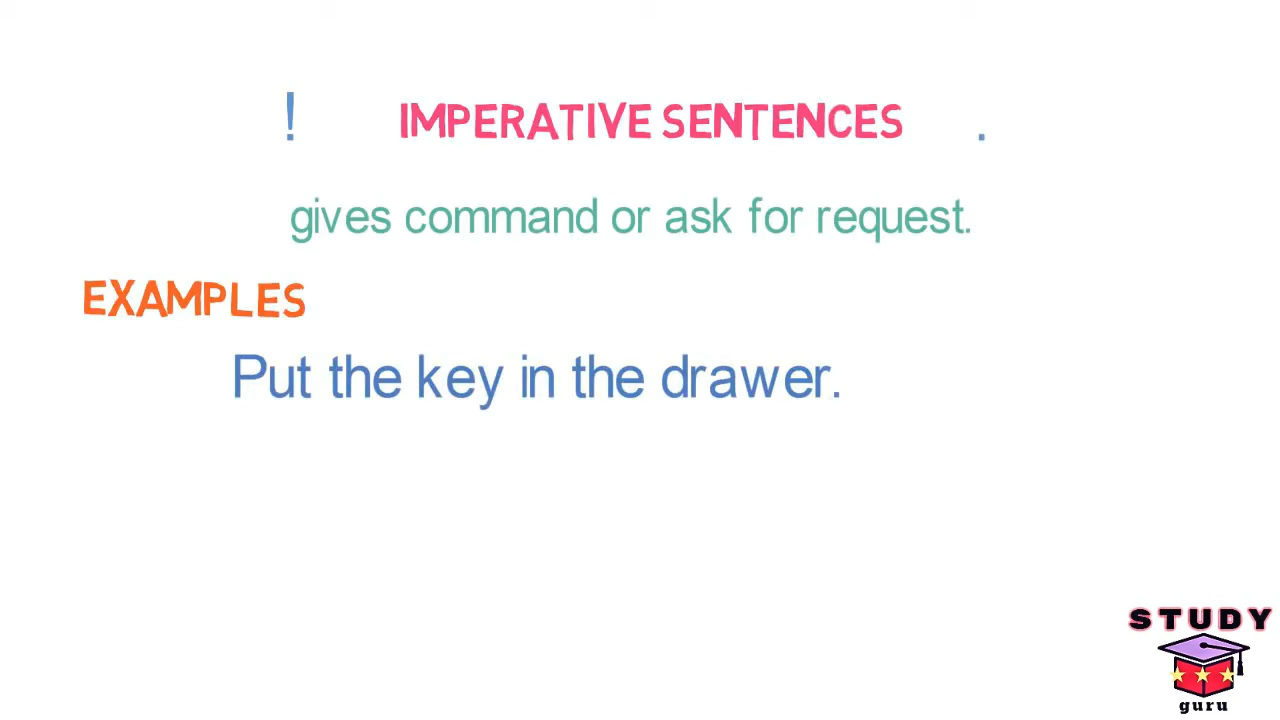 ! IMPERATIVE SENTENCES .
gives command or ask for request.
EXAMPLES
Put the key in the drawer.
STUDY
guru